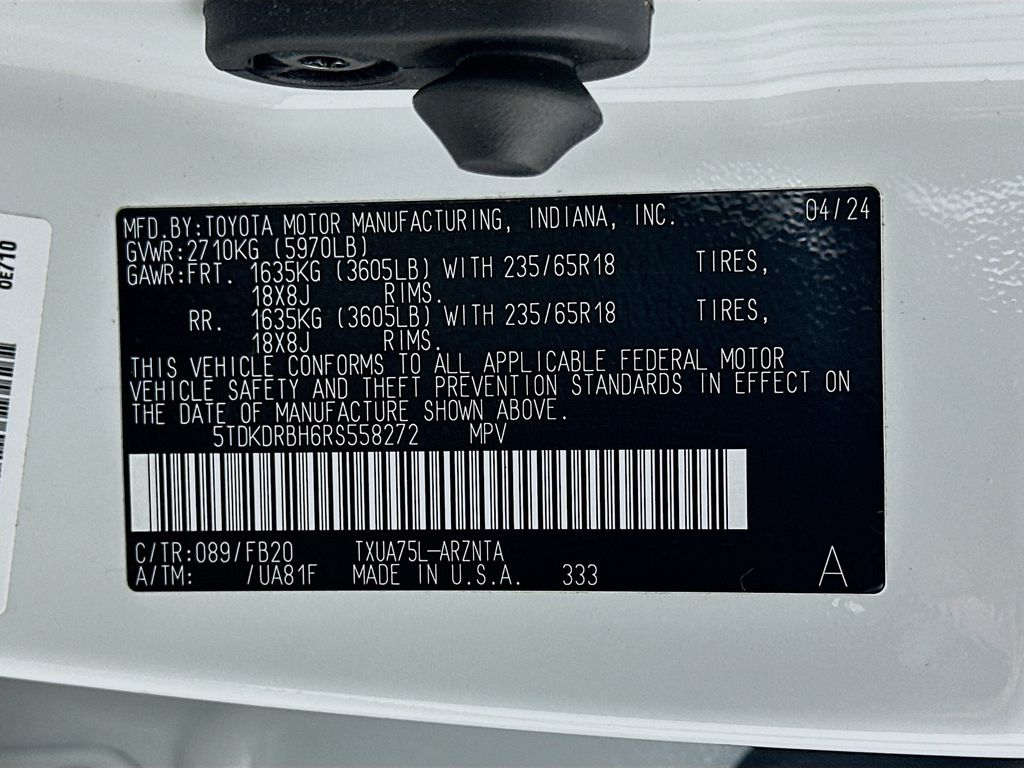 MFD.BY:TOYOTA MOTOR MANUFACTURING, INDIANA, INC. 04/24
GVWR:2710KG (5970LB)
GAWR:FRT. 1635KG (3605LB) WITH 235/65R18 TIRES,
18X8J RIMS.
RR. 1635KG (3605LB) WITH 235/65R18 TIRES,
18X8J RIMS.
THIS VEHICLE CONFORMS TO ALL APPLICABLE FEDERAL MOTOR
VEHICLE SAFETY AND THEFT PREVENTION STANDARDS IN EFFECT ON
THE DATE OF MANUFACTURE SHOWN ABOVE.
5TDKDRBH6RS558272 MPV
C/TR:089/FB20 TXUA75L-ARZNTA
A/TM: /UA81F MADE IN U.S.A. 333 A